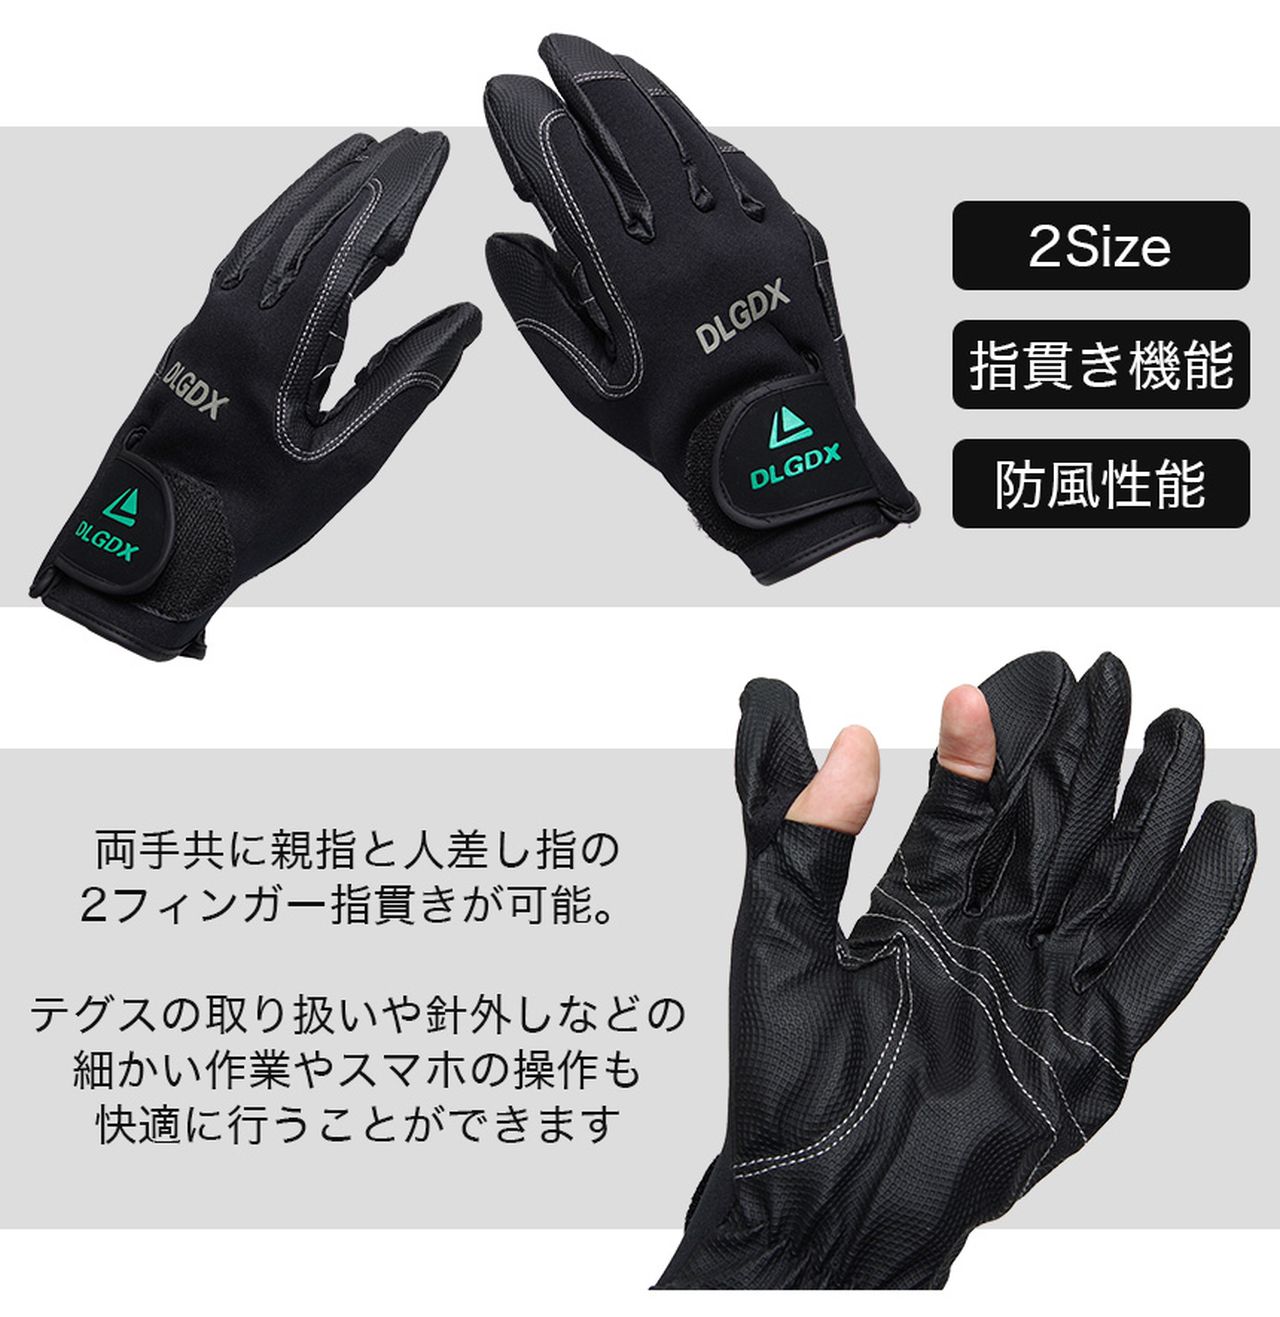 DLGDX
DLGDX
DLGDX
DLGDX
2Size
指貫き機能
防風性能
両手共に親指と人差し指の
2フィンガー指貫きが可能。
テグスの取り扱いや針外しなどの
細かい作業やスマホの操作も
快適に行うことができます